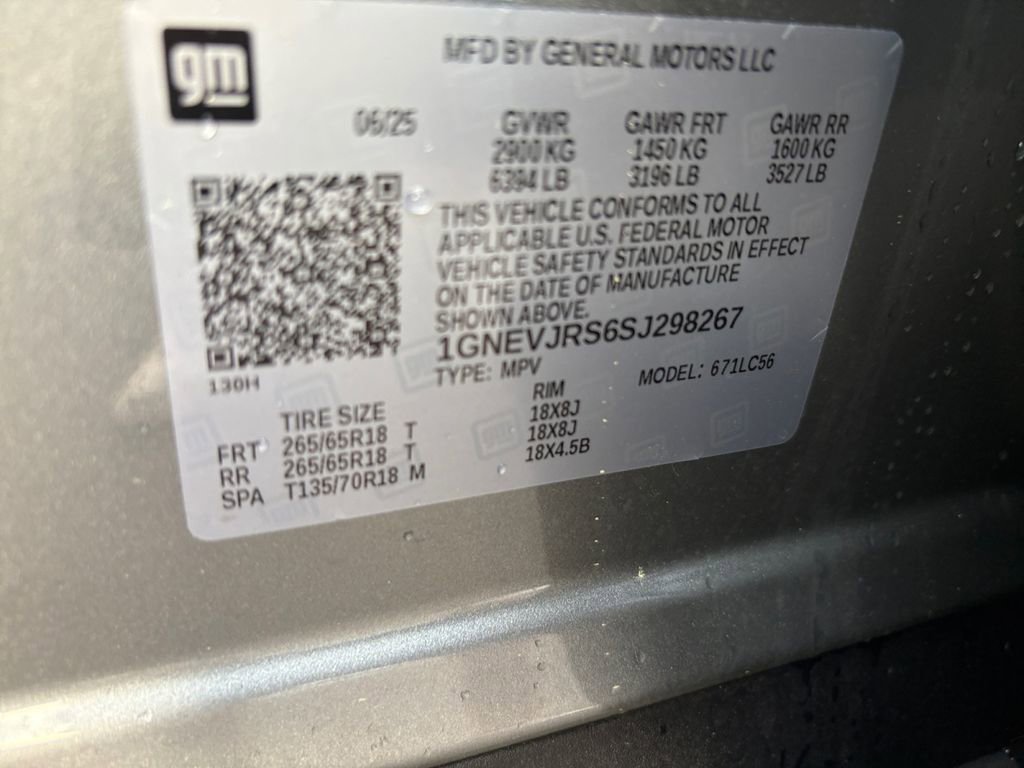 gm
MFD BY GENERAL MOTORS LLC
06/25 GVWR GAWR FRT GAWR RR
2900 KG 1450 KG 1600 KG
6394 LB 3196 LB 3527 LB
THIS VEHICLE CONFORMS TO ALL
APPLICABLE U.S. FEDERAL MOTOR
VEHICLE SAFETY STANDARDS IN EFFECT
ON THE DATE OF MANUFACTURE
SHOWN ABOVE.
1GNEVJRS6SJ298267
130H
TYPE: MPV MODEL: 671LC56
TIRE SIZE RIM
FRT 265/65R18 T 18X8J
RR 265/65R18 T 18X8J
SPA T135/70R18 M 18X4.5B